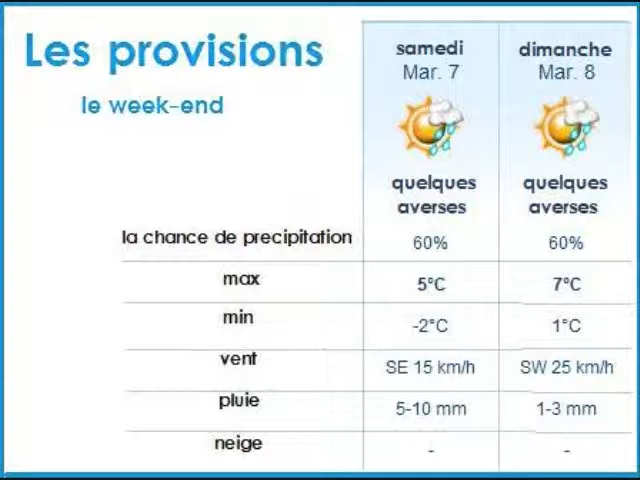 Les provisions
le week-end
samedi dimanche
Mar. 7 Mar. 8
quelques averses quelques averses
la chance de precipitation 60% 60%
max 5°C 7°C
min -2°C 1°C
vent SE 15 km/h SW 25 km/h
pluie 5-10 mm 1-3 mm
neige - -